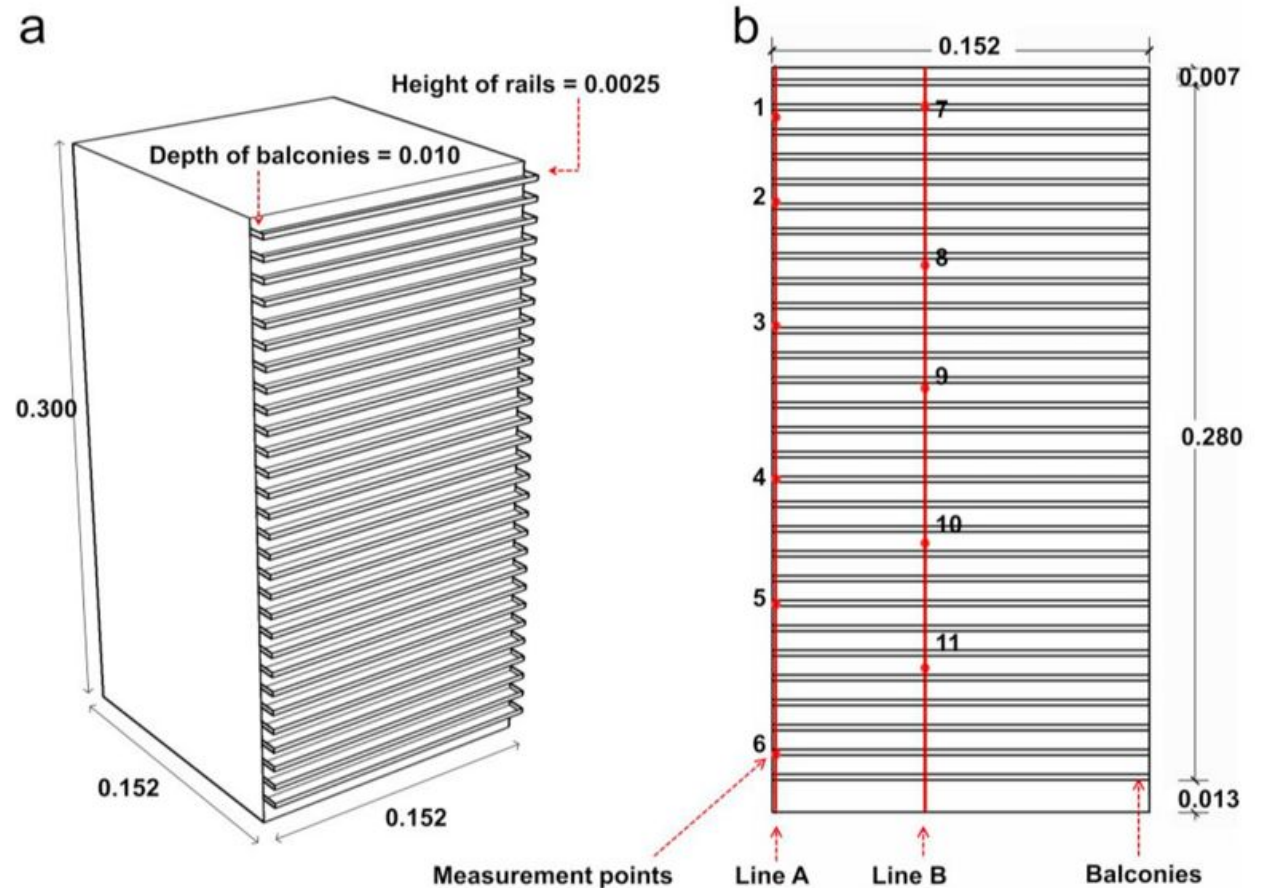 a
Height of rails = 0.0025
Depth of balconies = 0.010
0.300
0.152
0.152
b
0.152
0.007
1
7
2
8
3
9
0.280
4
10
5
11
6
0.013
Measurement points
Line A
Line B
Balconies